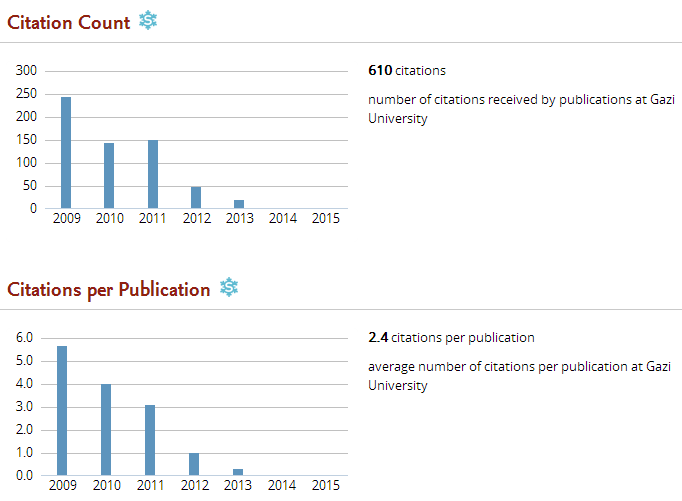 Citation Count
300
250
200
150
100
50
0
2009 2010 2011 2012 2013 2014 2015
610 citations
number of citations received by publications at Gazi
University
Citations per Publication
6.0
5.0
4.0
3.0
2.0
1.0
0.0
2009 2010 2011 2012 2013 2014 2015
2.4 citations per publication
average number of citations per publication at Gazi
University